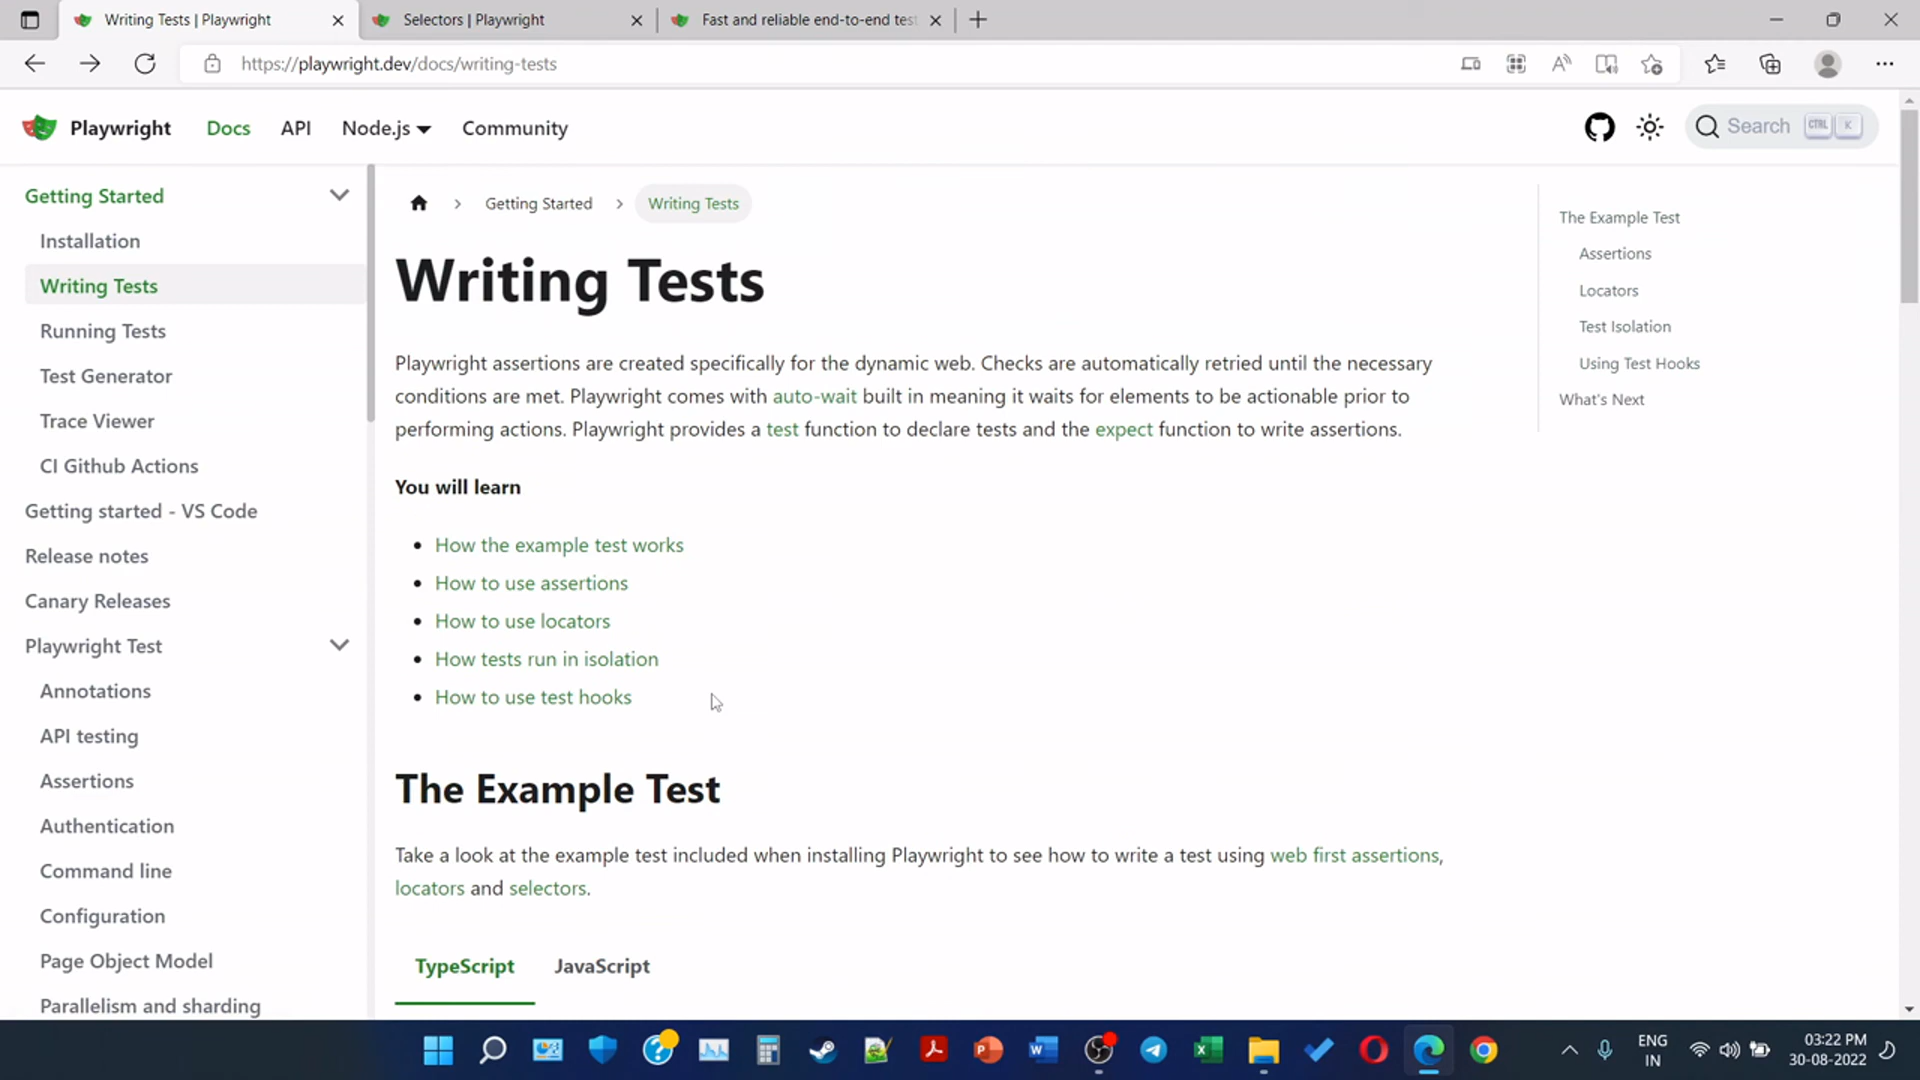 Writing Tests | Playwright
Selectors | Playwright
Fast and reliable end-to-end test
https://playwright.dev/docs/writing-tests
Playwright
Docs
API
Node.js
Community
Search
CTRL
K
Getting Started
Installation
Writing Tests
Running Tests
Test Generator
Trace Viewer
CI Github Actions
Getting started - VS Code
Release notes
Canary Releases
Playwright Test
Annotations
API testing
Assertions
Authentication
Command line
Configuration
Page Object Model
Parallelism and sharding
Getting Started
Writing Tests
Writing Tests
Playwright assertions are created specifically for the dynamic web. Checks are automatically retried until the necessary
conditions are met. Playwright comes with auto-wait built in meaning it waits for elements to be actionable prior to
performing actions. Playwright provides a test function to declare tests and the expect function to write assertions.
You will learn
• How the example test works
• How to use assertions
• How to use locators
• How tests run in isolation
• How to use test hooks
The Example Test
Take a look at the example test included when installing Playwright to see how to write a test using web first assertions,
locators and selectors.
TypeScript
JavaScript
The Example Test
Assertions
Locators
Test Isolation
Using Test Hooks
What's Next
ENG
IN
03:22 PM
30-08-2022